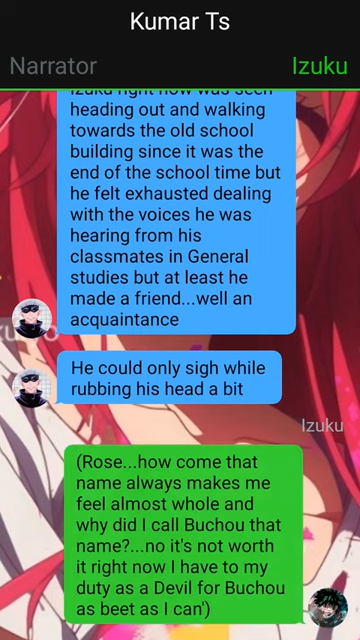 Kumar Ts
Narrator
Izuku
Izuku right now was seen
heading out and walking
towards the old school
building since it was the
end of the school time but
he felt exhausted dealing
with the voices he was
hearing from his
classmates in General
studies but at least he
made a friend...well an
acquaintance
He could only sigh while
rubbing his head a bit
Izuku
(Rose...how come that
name always makes me
feel almost whole and
why did I call Buchou that
name?...no it's not worth
it right now I have to my
duty as a Devil for Buchou
as beet as I can')